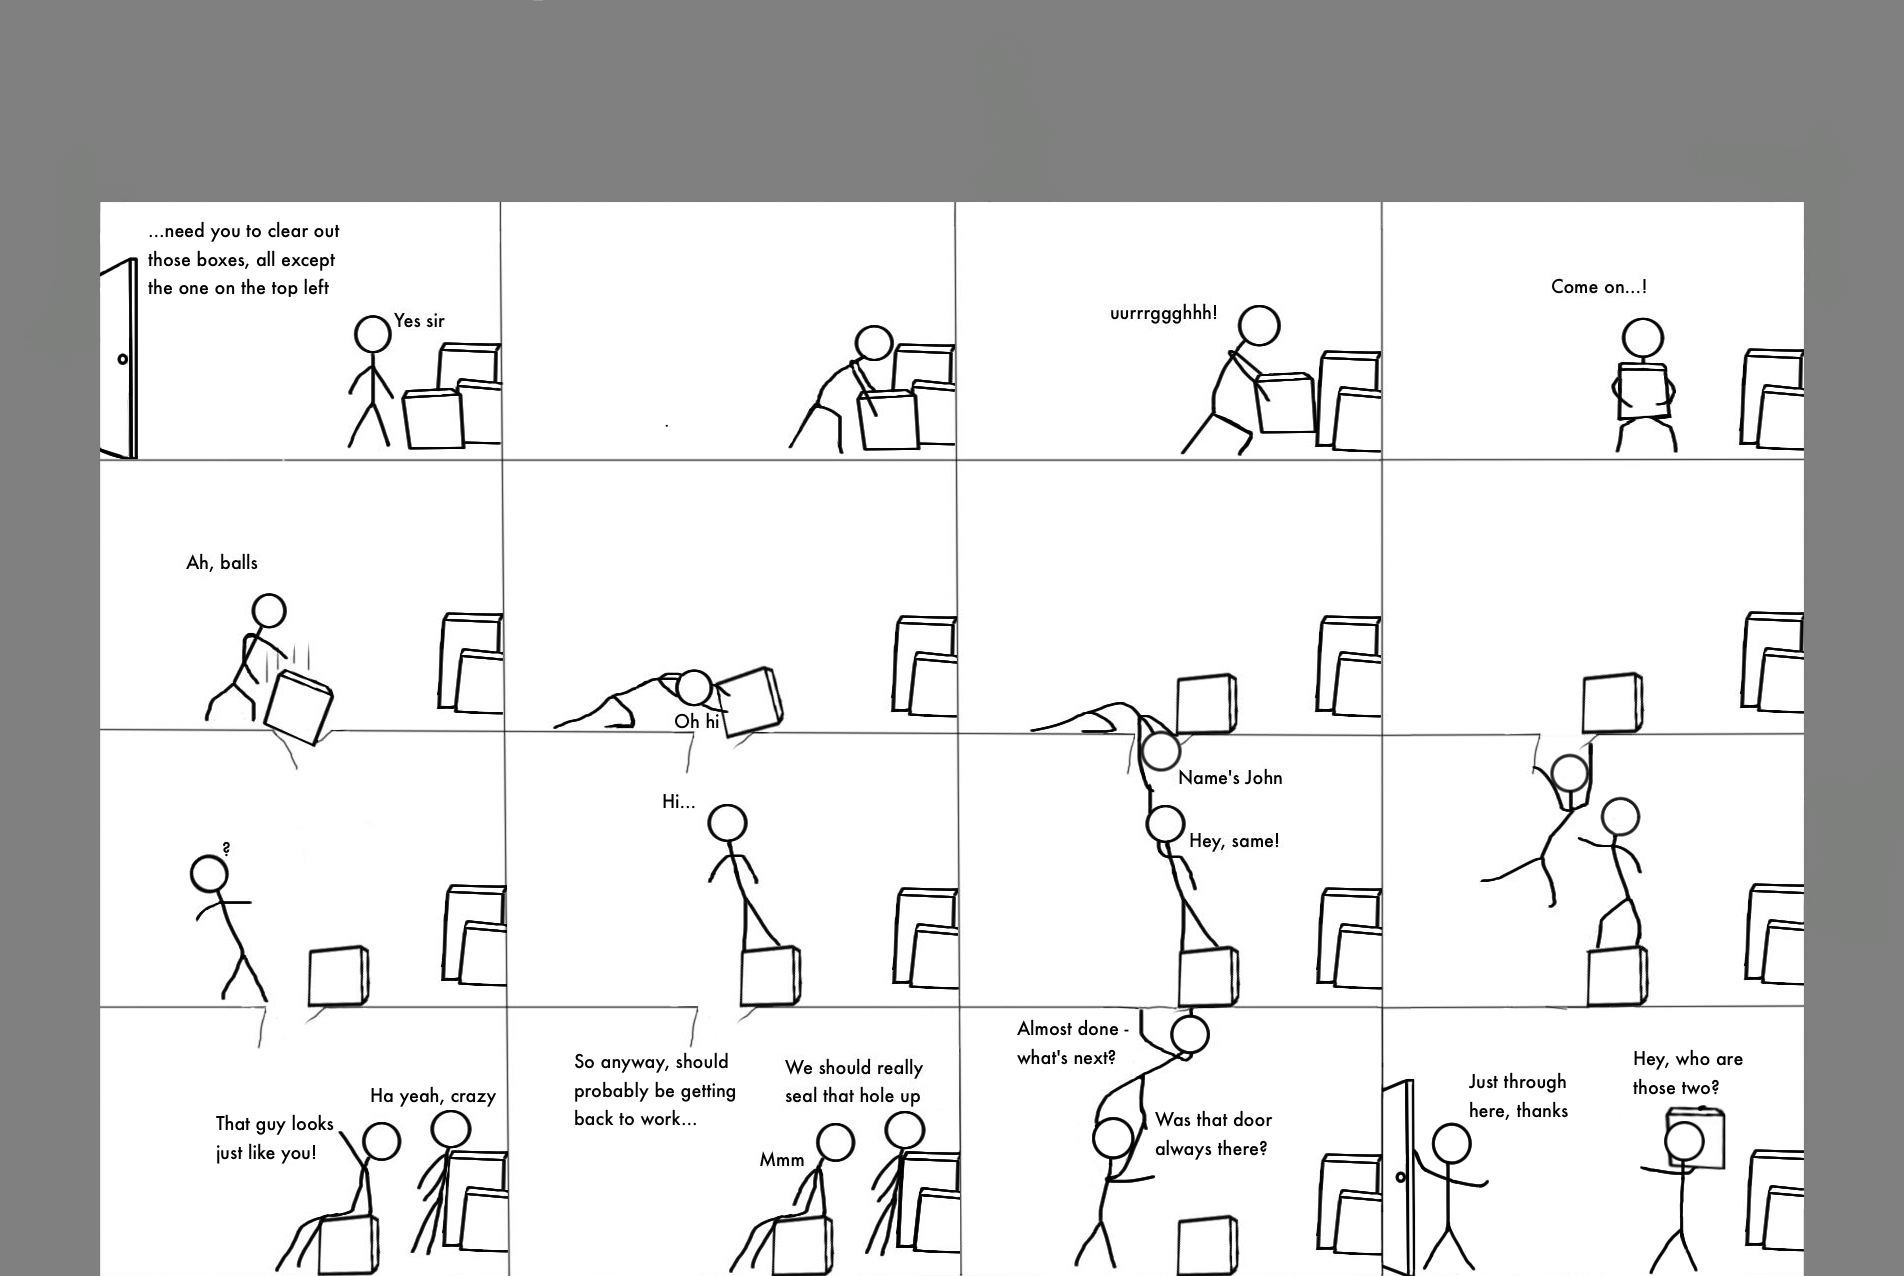 ...need you to clear out
those boxes, all except
the one on the top left
Yes sir
uurrrggghhh!
Come on...!
Ah, balls
Oh hi
Name's John
?
Hi...
Hey, same!
That guy looks
just like you!
Ha yeah, crazy
So anyway, should
probably be getting
back to work...
We should really
seal that hole up
Mmm
Almost done -
what's next?
Was that door
always there?
Just through
here, thanks
Hey, who are
those two?